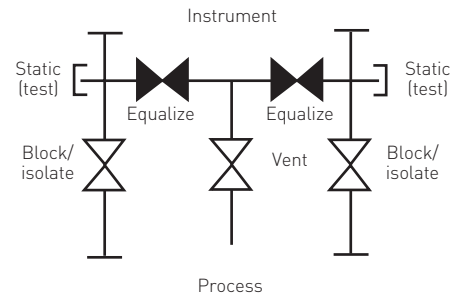 Instrument
Static
(test)
Static
(test)
Equalize
Equalize
Block/
isolate
Vent
Block/
isolate
Process